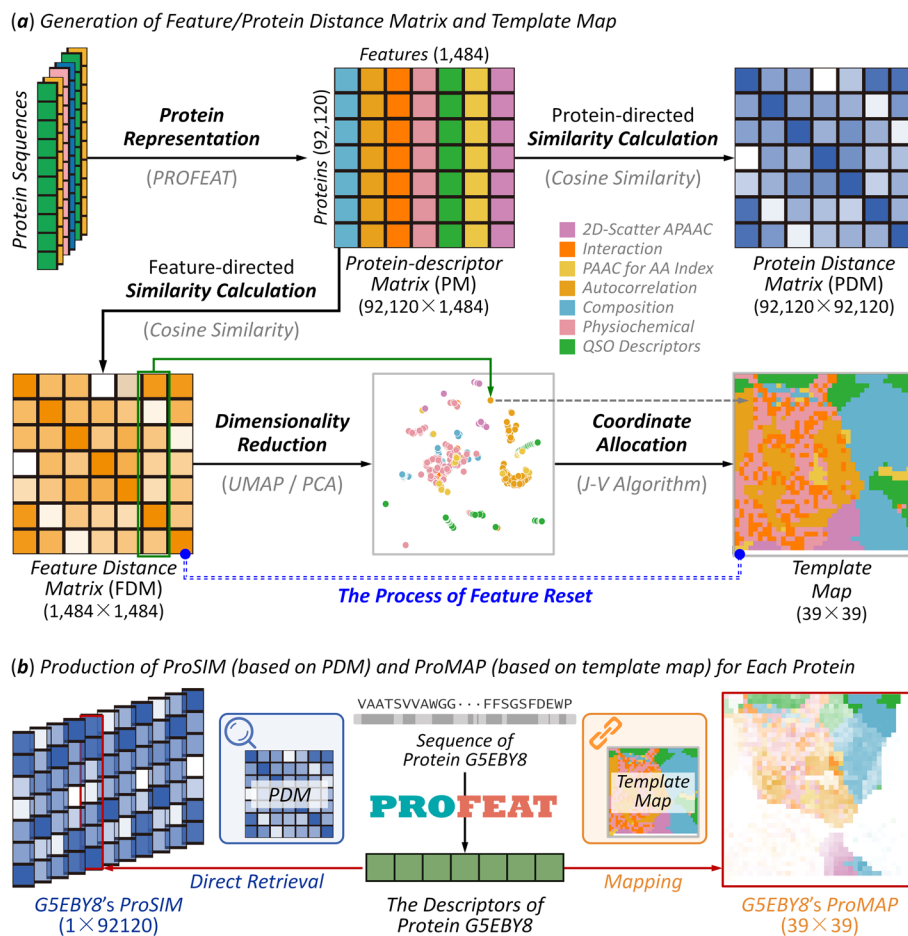 (a) Generation of Feature/Protein Distance Matrix and Template Map
Protein Sequences
Protein
Representation
(PROFEAT)
Features (1,484)
Proteins (92,120)
Protein-directed
Similarity Calculation
(Cosine Similarity)
Feature-directed
Similarity Calculation
(Cosine Similarity)
Protein-descriptor
Matrix (PM)
(92,120×1,484)
2D-Scatter APAAC
Interaction
PAAC for AA Index
Autocorrelation
Composition
Physiochemical
QSO Descriptors
Protein Distance
Matrix (PDM)
(92,120×92,120)
Dimensionality
Reduction
(UMAP / PCA)
Coordinate
Allocation
(J-V Algorithm)
Feature Distance
Matrix (FDM)
(1,484×1,484)
The Process of Feature Reset
Template
Map
(39×39)
(b) Production of ProSIM (based on PDM) and ProMAP (based on template map) for Each Protein
VAATSVVAWGG···FFSGSFDEWP
Sequence of
Protein G5EBY8
PDM
PROFEAT
Template
Map
Direct Retrieval
Mapping
G5EBY8's ProSIM
(1×92120)
The Descriptors of
Protein G5EBY8
G5EBY8's ProMAP
(39×39)